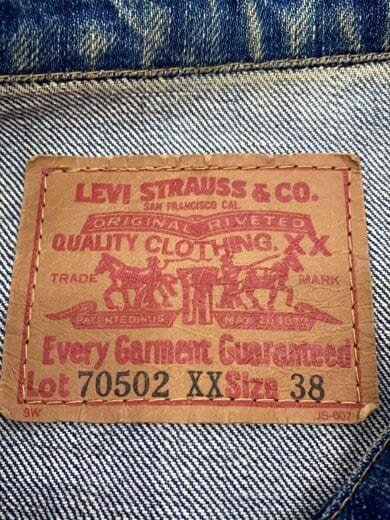 LEVI STRAUSS & CO.
SAN FRANCISCO CAL.
ORIGINAL RIVETED
QUALITY CLOTHING. XX
TRADE MARK
PATENTED IN U.S. MAY 20 1873
Every Garment Guaranteed
Lot 70502 XX Size 38
SW JS-607